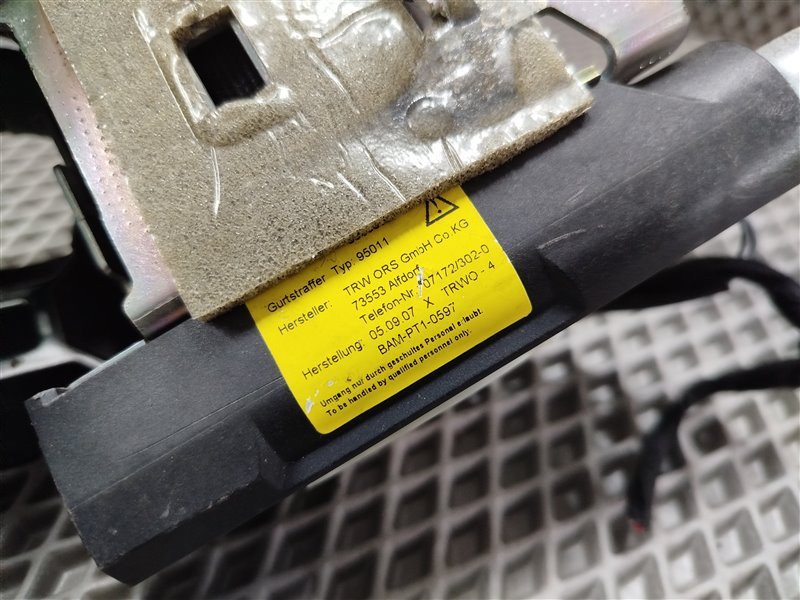 Gurtstraffer Typ. 95011
Hersteller: TRW ORS GmbH Co.KG
73553 Alfdorf
Telefon-Nr. 07172/302-0
Herstellung: 05.09.07 X TRWO - 4
BAM-PT1-0597
Umgang nur durch geschultes Personal erlaubt.
To be handled by qualified personnel only.